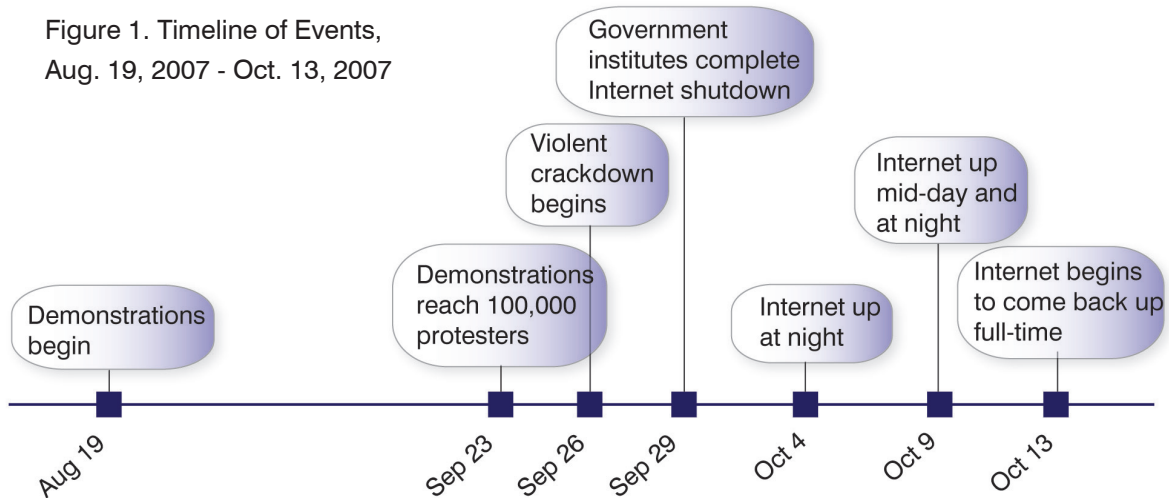 Figure 1. Timeline of Events,
Aug. 19, 2007 - Oct. 13, 2007
Demonstrations
begin
Demonstrations
reach 100,000
protesters
Violent
crackdown
begins
Government
institutes complete
Internet shutdown
Internet up
at night
Internet up
mid-day and
at night
Internet begins
to come back up
full-time
Aug 19
Sep 23
Sep 26
Sep 29
Oct 4
Oct 9
Oct 13